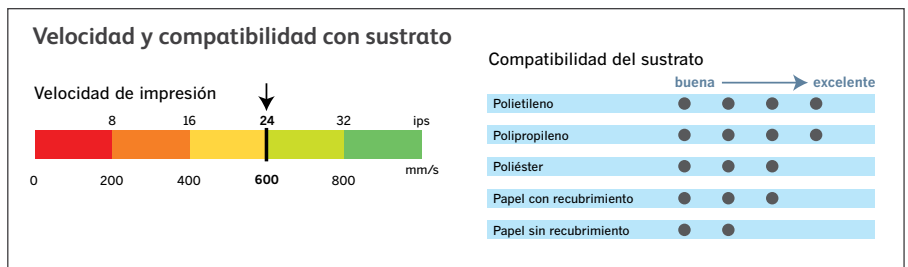 Velocidad y compatibilidad con sustrato
Velocidad de impresión
8 16 24 32 ips
0 200 400 600 800 mm/s
Compatibilidad del sustrato
buena excelente
Polietileno
Polipropileno
Poliéster
Papel con recubrimiento
Papel sin recubrimiento